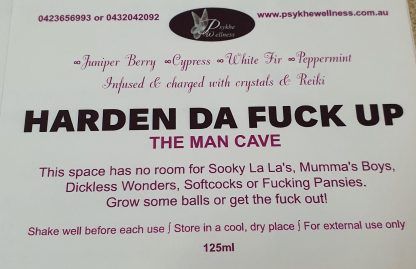 0423656993 or 0432042092
Psykhe
Wellness
www.psykhewellness.com.au
∞Juniper Berry ∞Cypress ∞White Fir ∞Peppermint
Infused & charged with crystals & Reiki
HARDEN DA FUCK UP
THE MAN CAVE
This space has no room for Sooky La La's, Mumma's Boys,
Dickless Wonders, Softcocks or Fucking Pansies.
Grow some balls or get the fuck out!
Shake well before each use ∫ Store in a cool, dry place ∫ For external use only
125ml